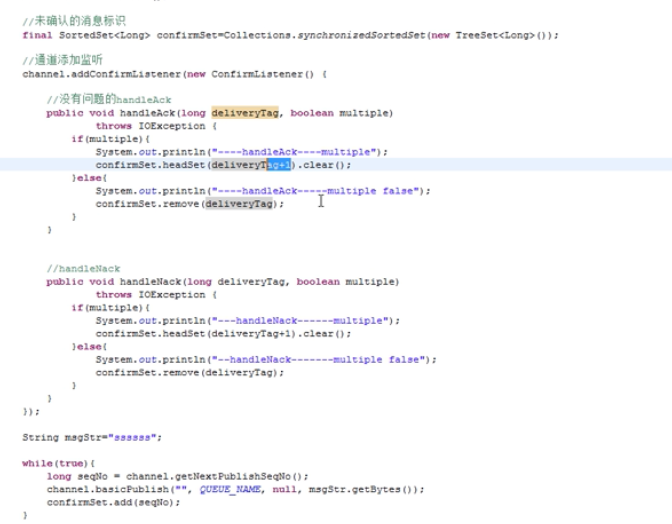 //未确认的消息标识
final SortedSet<Long> confirmSet=Collections.synchronizedSortedSet(new TreeSet<Long>());
//通道添加监听
channel.addConfirmListener(new ConfirmListener() {
//没有问题的handleAck
public void handleAck(long deliveryTag, boolean multiple)
throws IOException {
if(multiple){
System.out.println("----handleAck----multiple");
confirmSet.headSet(deliveryTag+1).clear();
}else{
System.out.println("----handleAck-----multiple false");
confirmSet.remove(deliveryTag);
}
}
//handleNack
public void handleNack(long deliveryTag, boolean multiple)
throws IOException {
if(multiple){
System.out.println("---handleNack------multiple");
confirmSet.headSet(deliveryTag+1).clear();
}else{
System.out.println("--handleNack-------multiple false");
confirmSet.remove(deliveryTag);
}
}
});
String msgStr="ssssss";
while(true){
long seqNo = channel.getNextPublishSeqNo();
channel.basicPublish("", QUEUE_NAME, null, msgStr.getBytes());
confirmSet.add(seqNo);
}